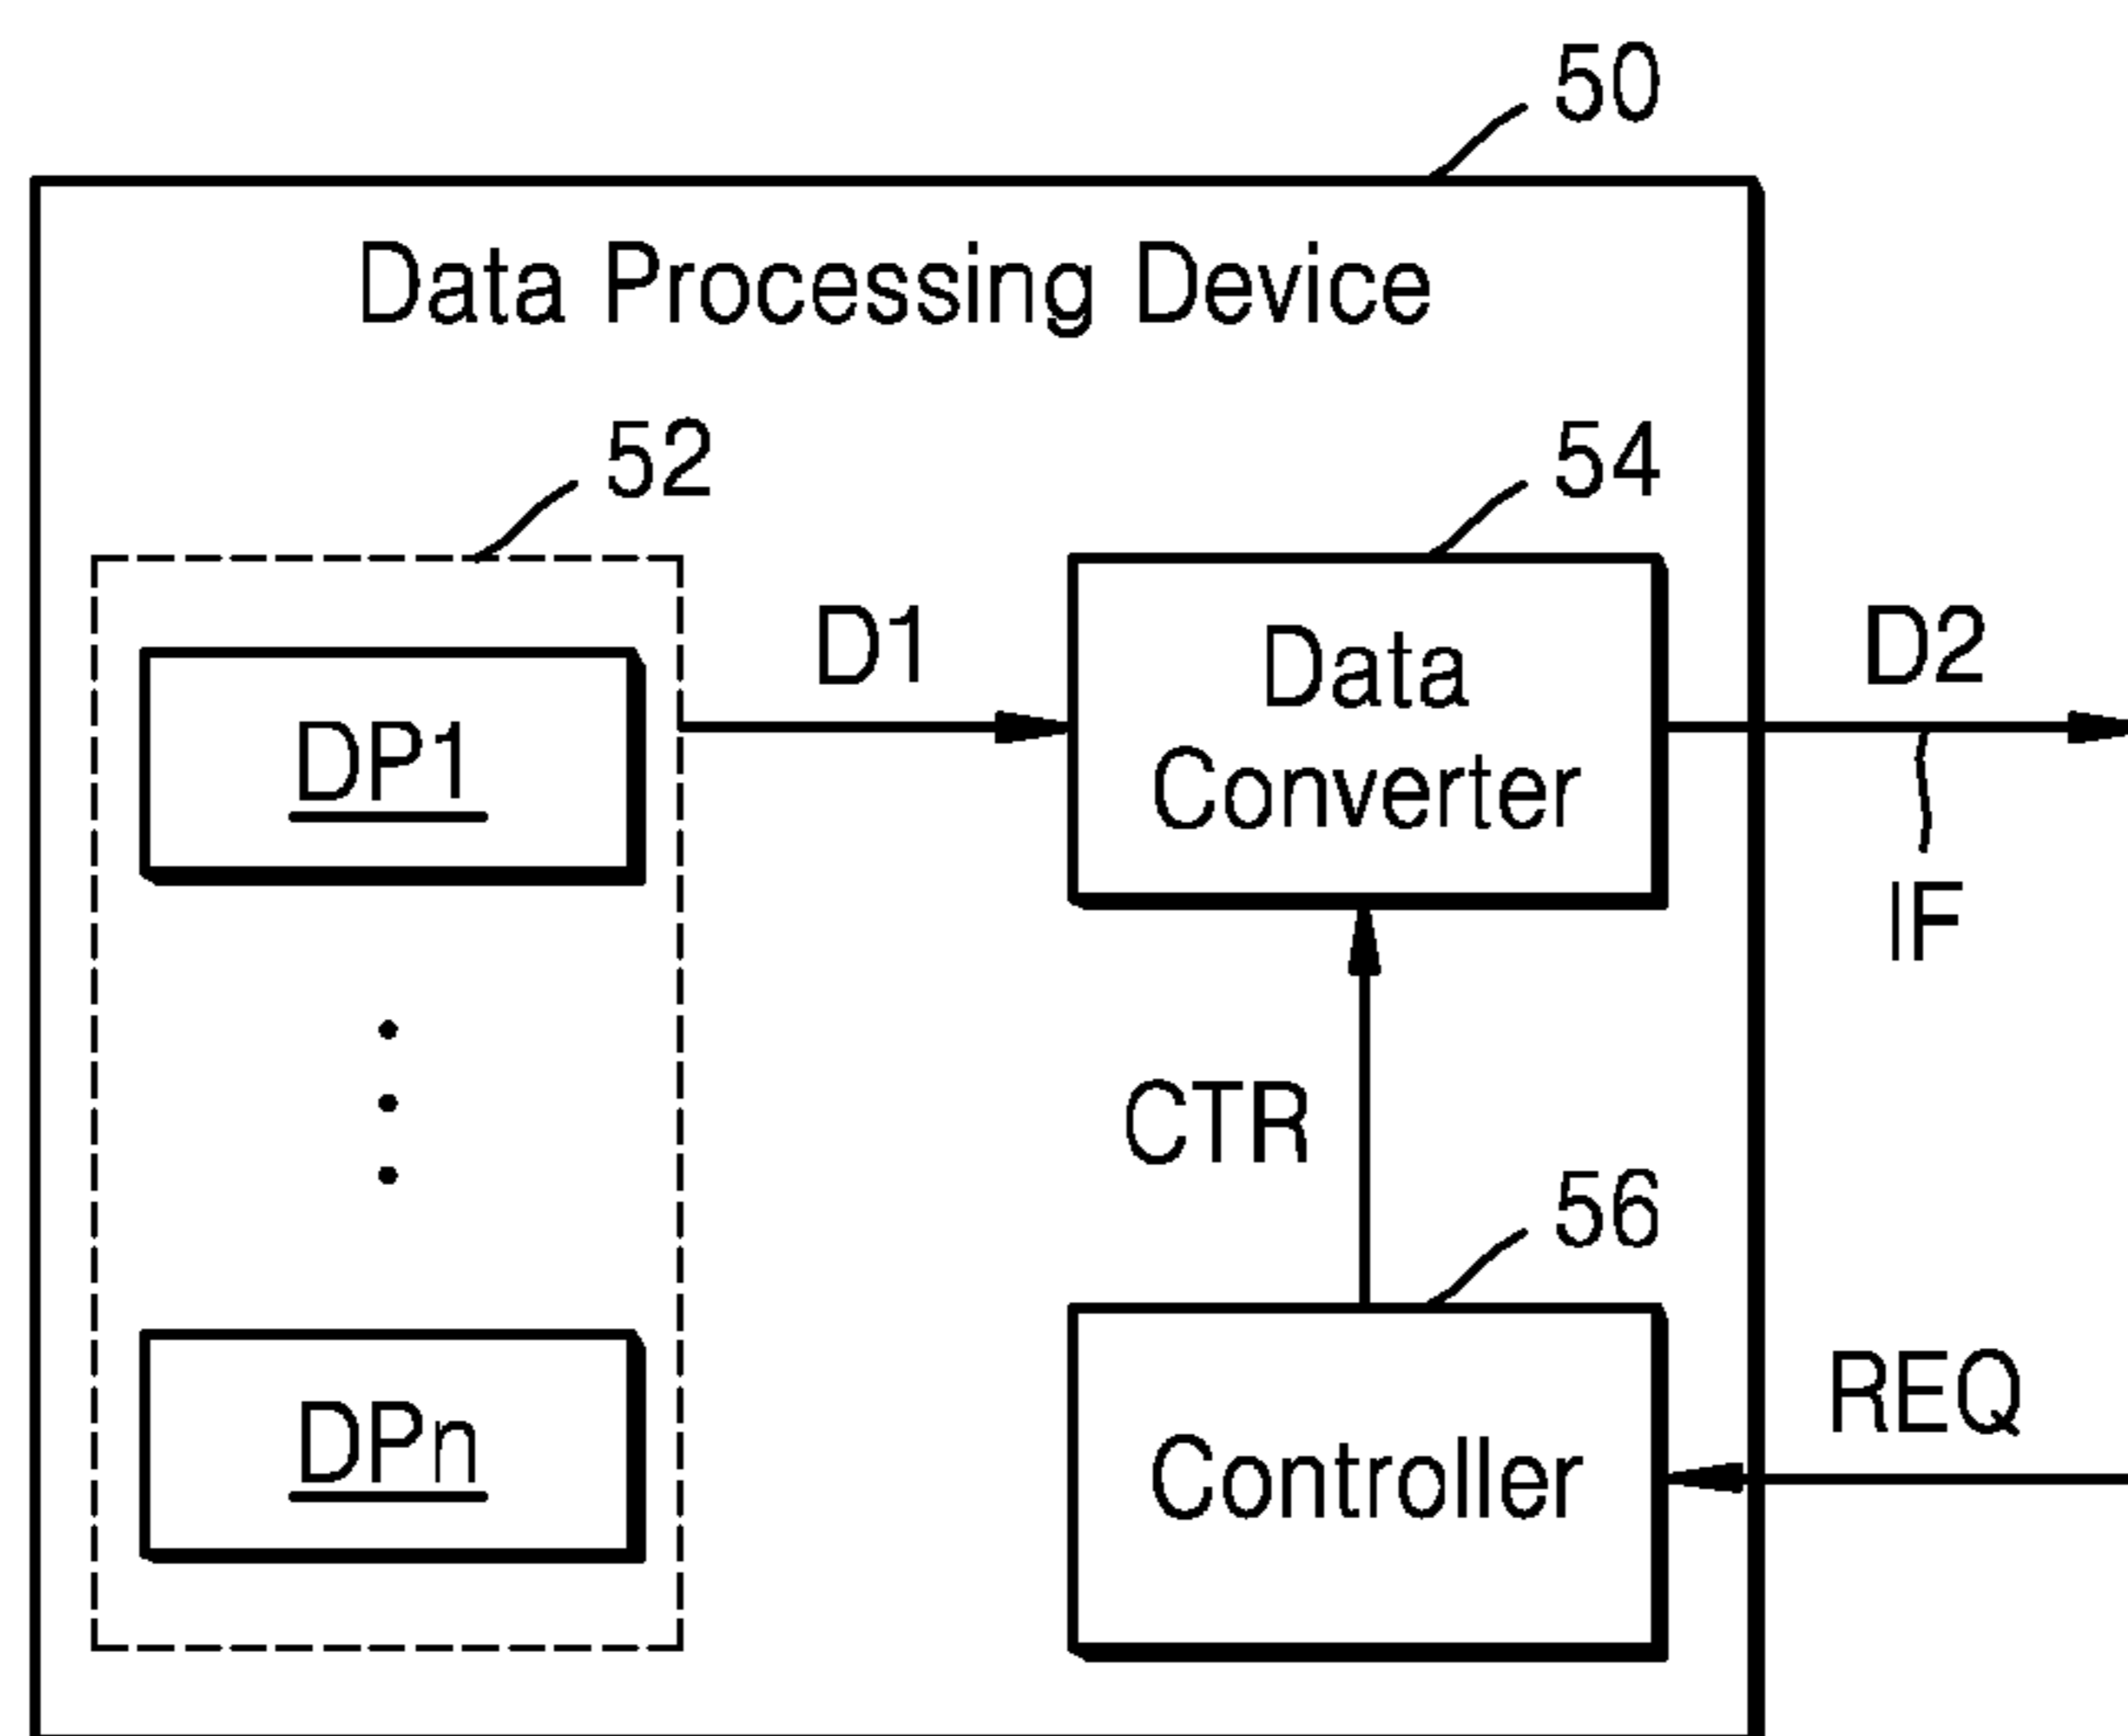 50
Data Processing Device
52
54
D1
D2
Data
Converter
DP1
IF
CTR
56
REQ
DPn
Controller